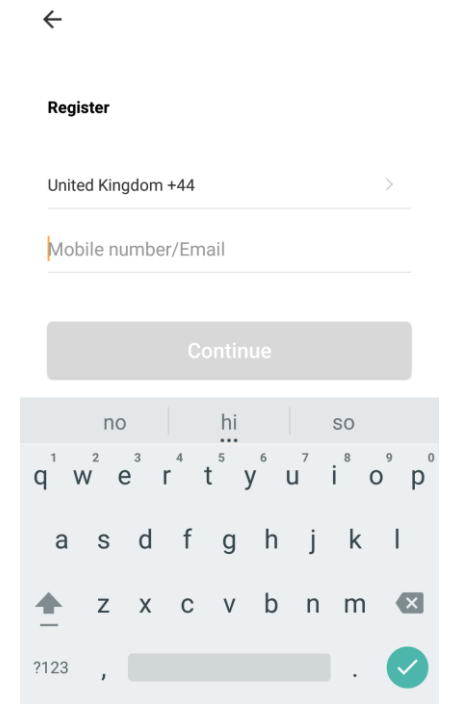 Register
United Kingdom +44
Mobile number/Email
Continue
no hi so
1 2 3 4 5 6 7 8 9 0
q w e r t y u i o p
a s d f g h j k l
z x c v b n m
?123 , .